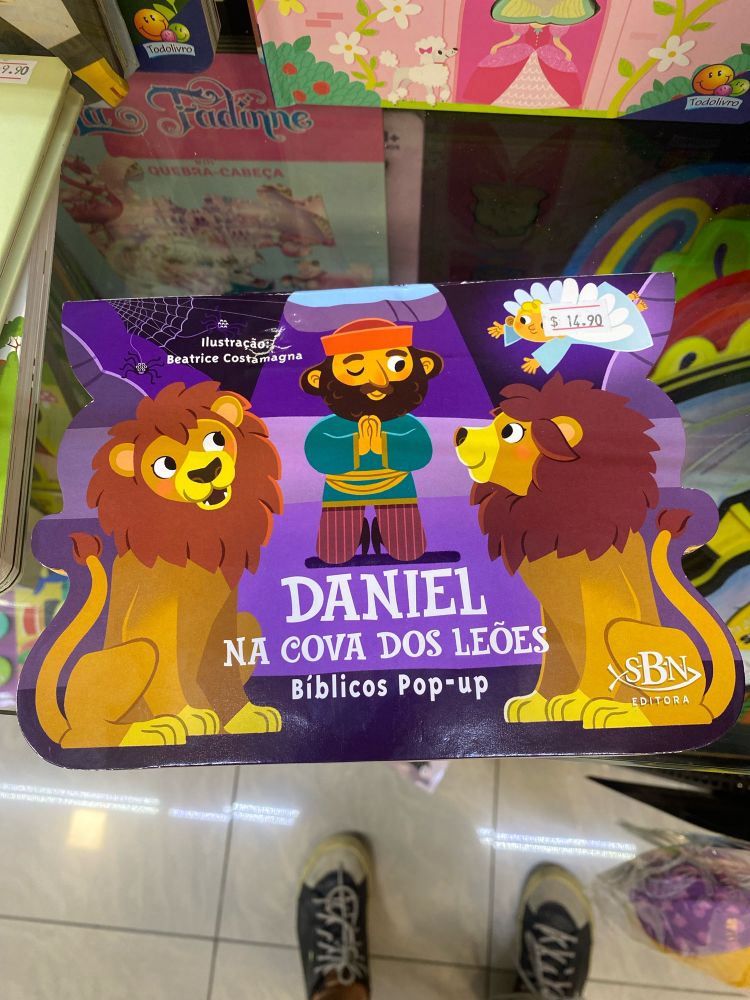 9.90
Todolivro
Todolivro
Fadinhe
QUEBRA-CABEÇA
Ilustração:
Beatrice Costamagna
$ 14.90
DANIEL
NA COVA DOS LEÕES
Bíblicos Pop-up
SBN
EDITORA